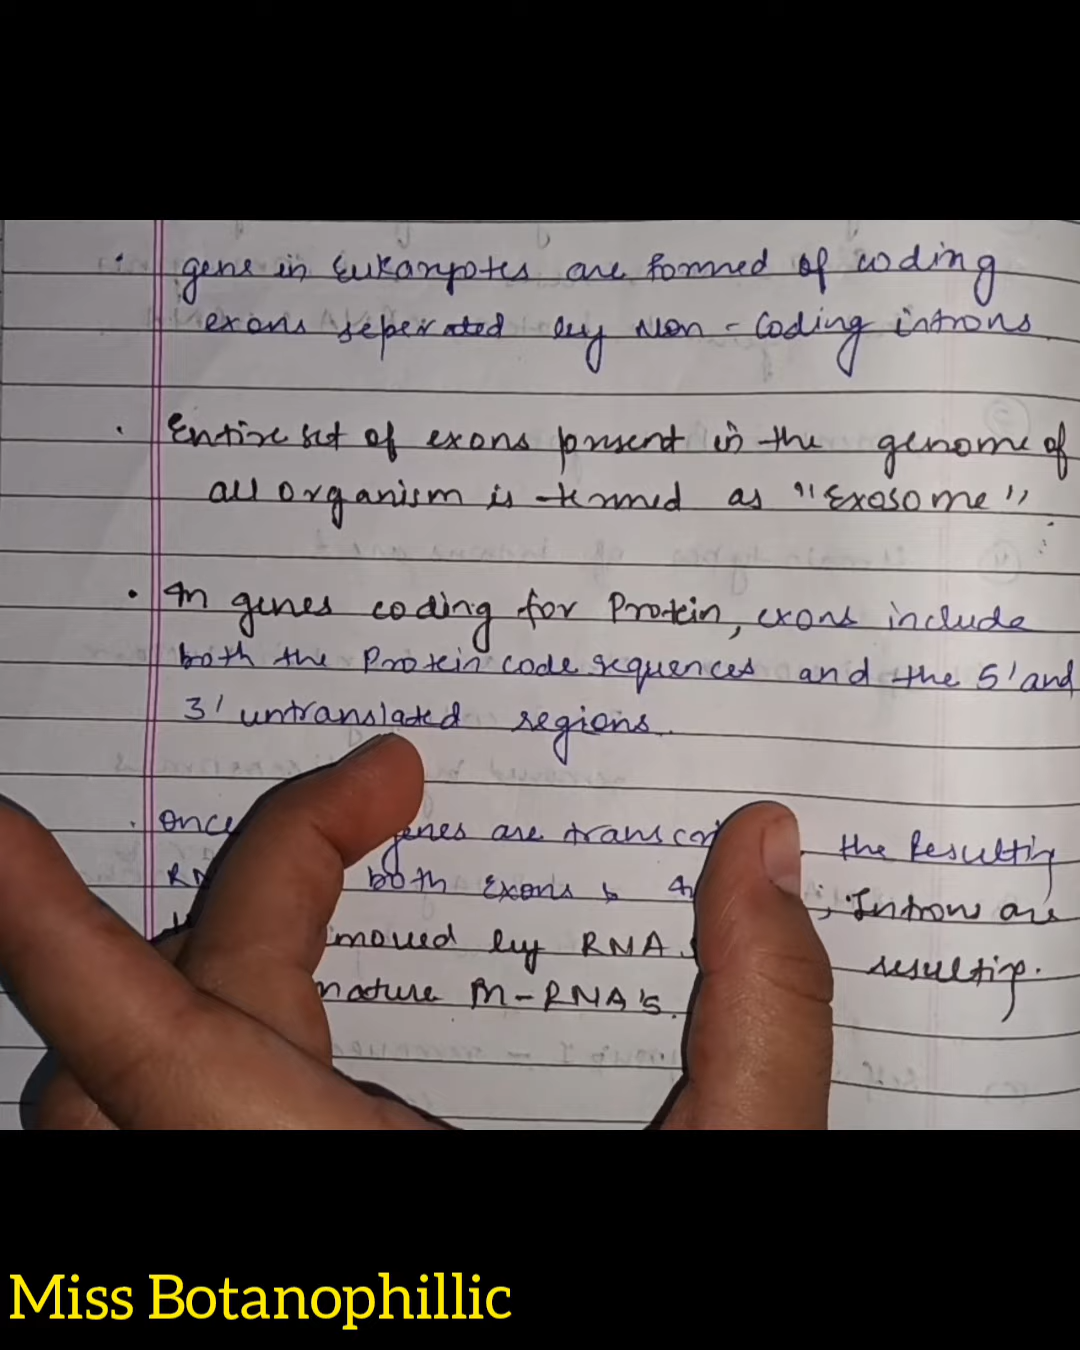 gene in Eukaryotes are formed of coding
exons seperated by Non-Coding introns
Entire set of exons present in the genome of
all organism is termed as "Exosome"
In genes coding for Protein, exons include
both the Protein code sequences and the 5' and
3' untranslated regions.
Once genes are the Resulting
both Exons & ; Introns are
by RNA resulting.
m-RNA's.
Miss Botanophillic